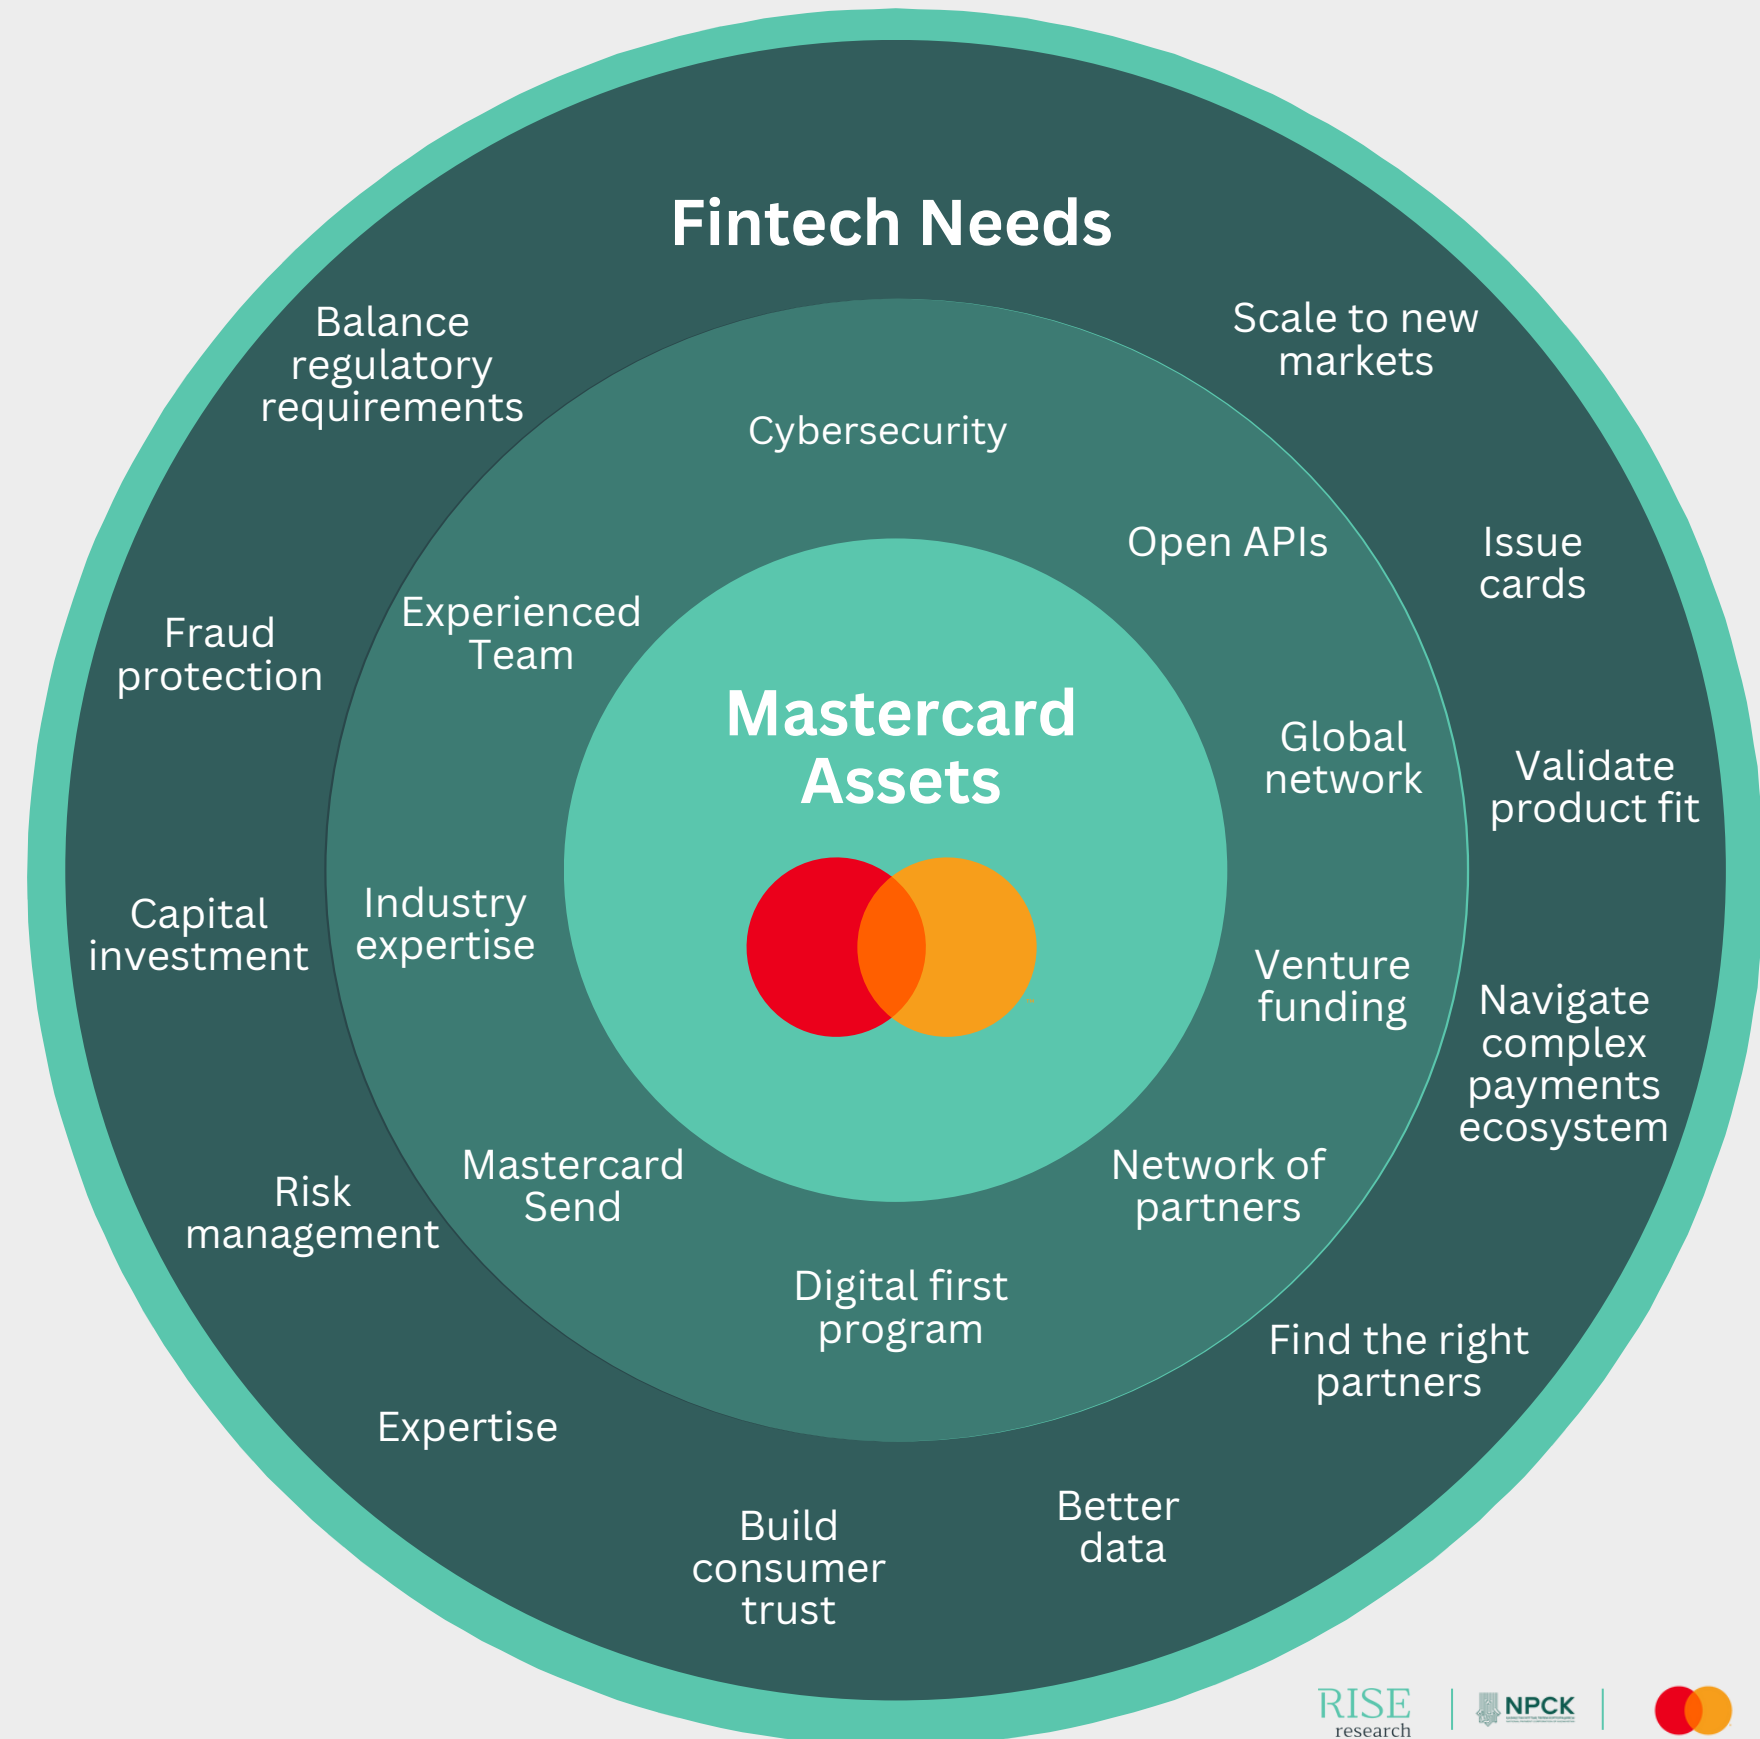 Fintech Needs
Balance
regulatory
requirements
Scale to new
markets
Cybersecurity
Open APIs
Issue
cards
Experienced
Team
Fraud
protection
Mastercard
Assets
Global
network
Validate
product fit
Industry
expertise
Capital
investment
Venture
funding
Navigate
complex
payments
ecosystem
Mastercard
Send
Network of
partners
Risk
management
Digital first
program
Find the right
partners
Expertise
Better
data
Build
consumer
trust
RISE
research
NPCK